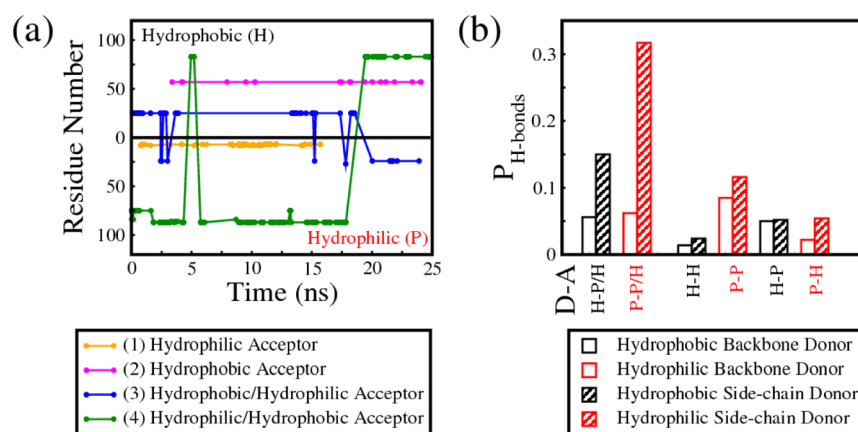 (a)
Hydrophobic (H)
Residue Number
100
50
0
50
100
Hydrophilic (P)
0
5
10
15
20
25
Time (ns)
(1) Hydrophilic Acceptor
(2) Hydrophobic Acceptor
(3) Hydrophobic/Hydrophilic Acceptor
(4) Hydrophilic/Hydrophobic Acceptor
(b)
P H-bonds
0.3
0.2
0.1
0
D-A
H-P/H
P-P/H
H-H
P-P
H-P
P-H
Hydrophobic Backbone Donor
Hydrophilic Backbone Donor
Hydrophobic Side-chain Donor
Hydrophilic Side-chain Donor